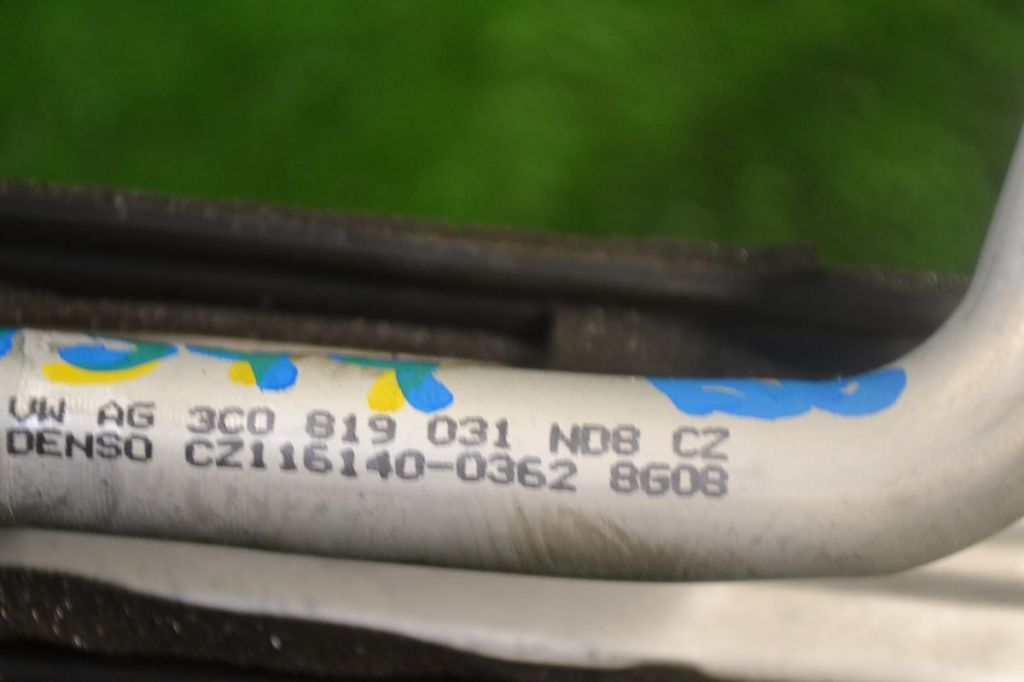 VW AG 3C0 819 031 ND8 CZ
DENSO CZ116140-0362 8G08